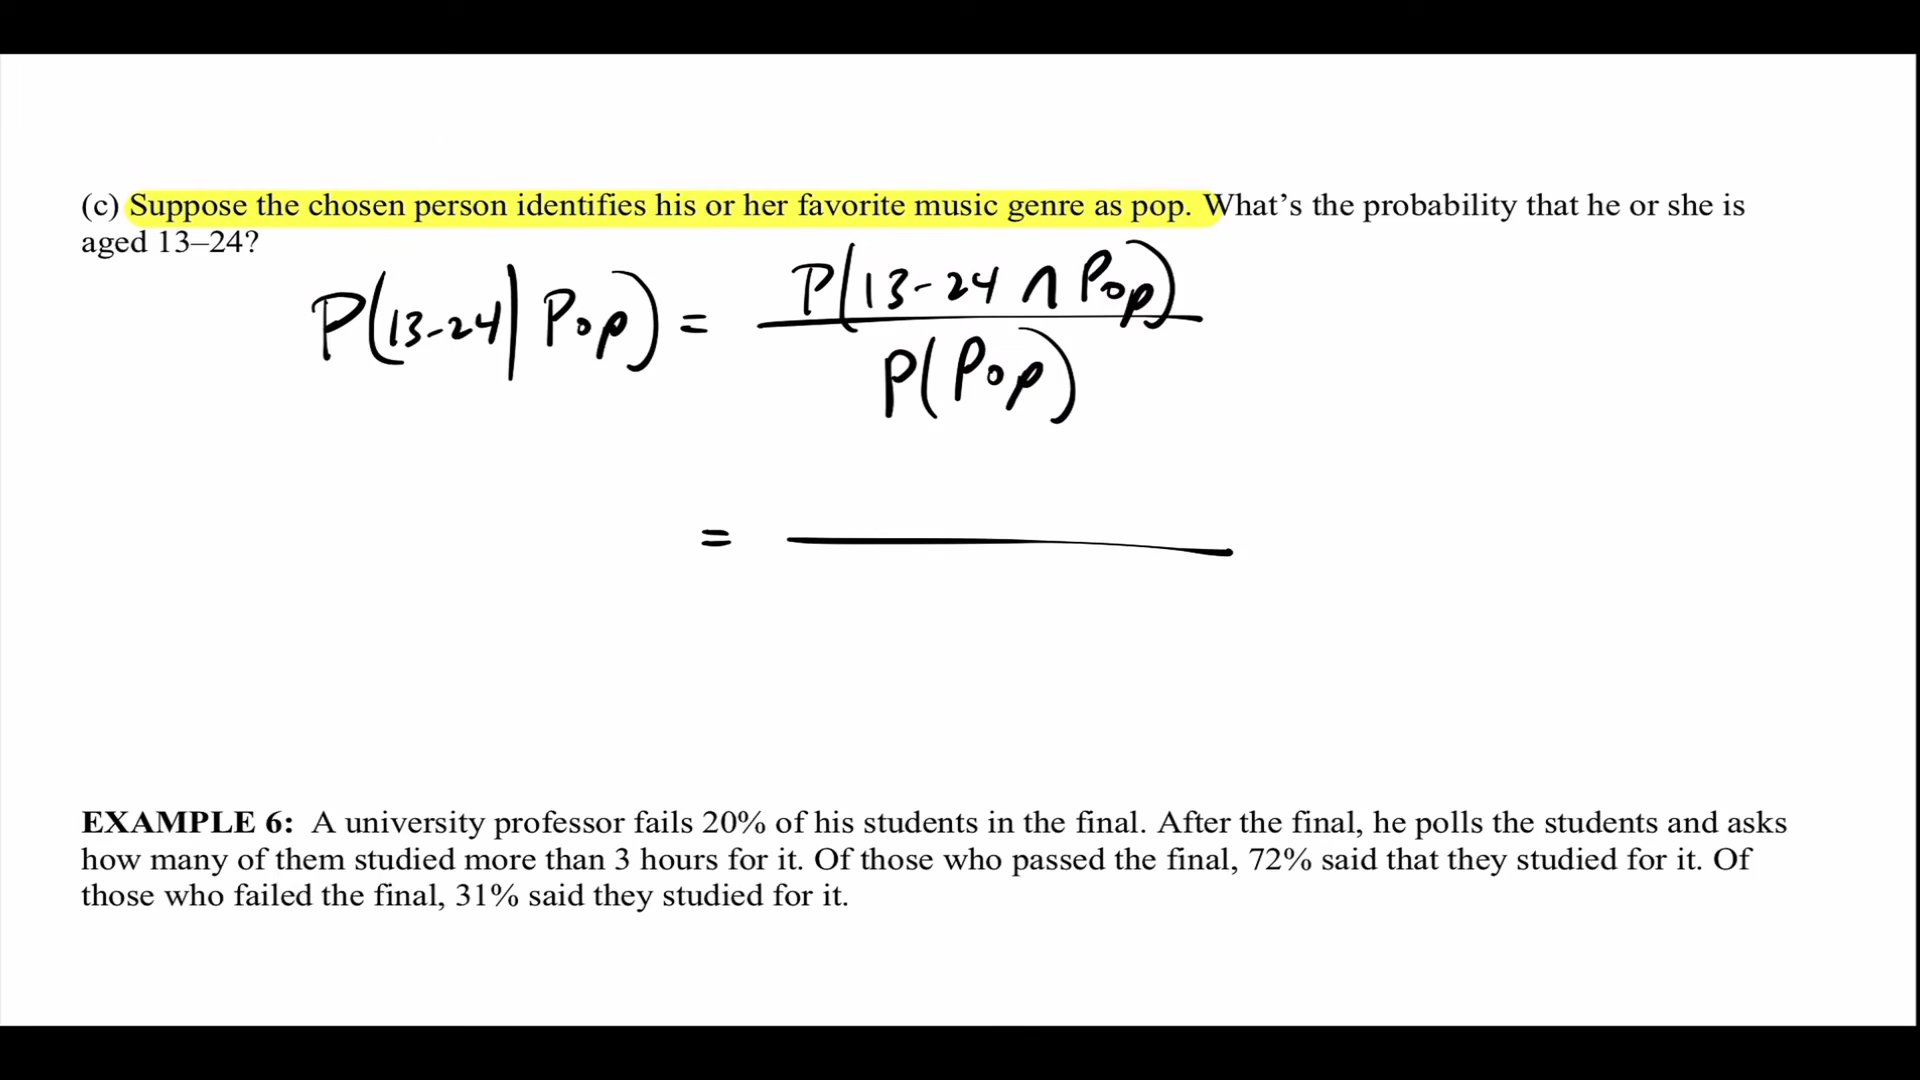 (c) Suppose the chosen person identifies his or her favorite music genre as pop. What’s the probability that he or she is
aged 13–24?
P(13-24 | Pop) = P(13-24 ∩ Pop)
P(Pop)
=
EXAMPLE 6: A university professor fails 20% of his students in the final. After the final, he polls the students and asks
how many of them studied more than 3 hours for it. Of those who passed the final, 72% said that they studied for it. Of
those who failed the final, 31% said they studied for it.